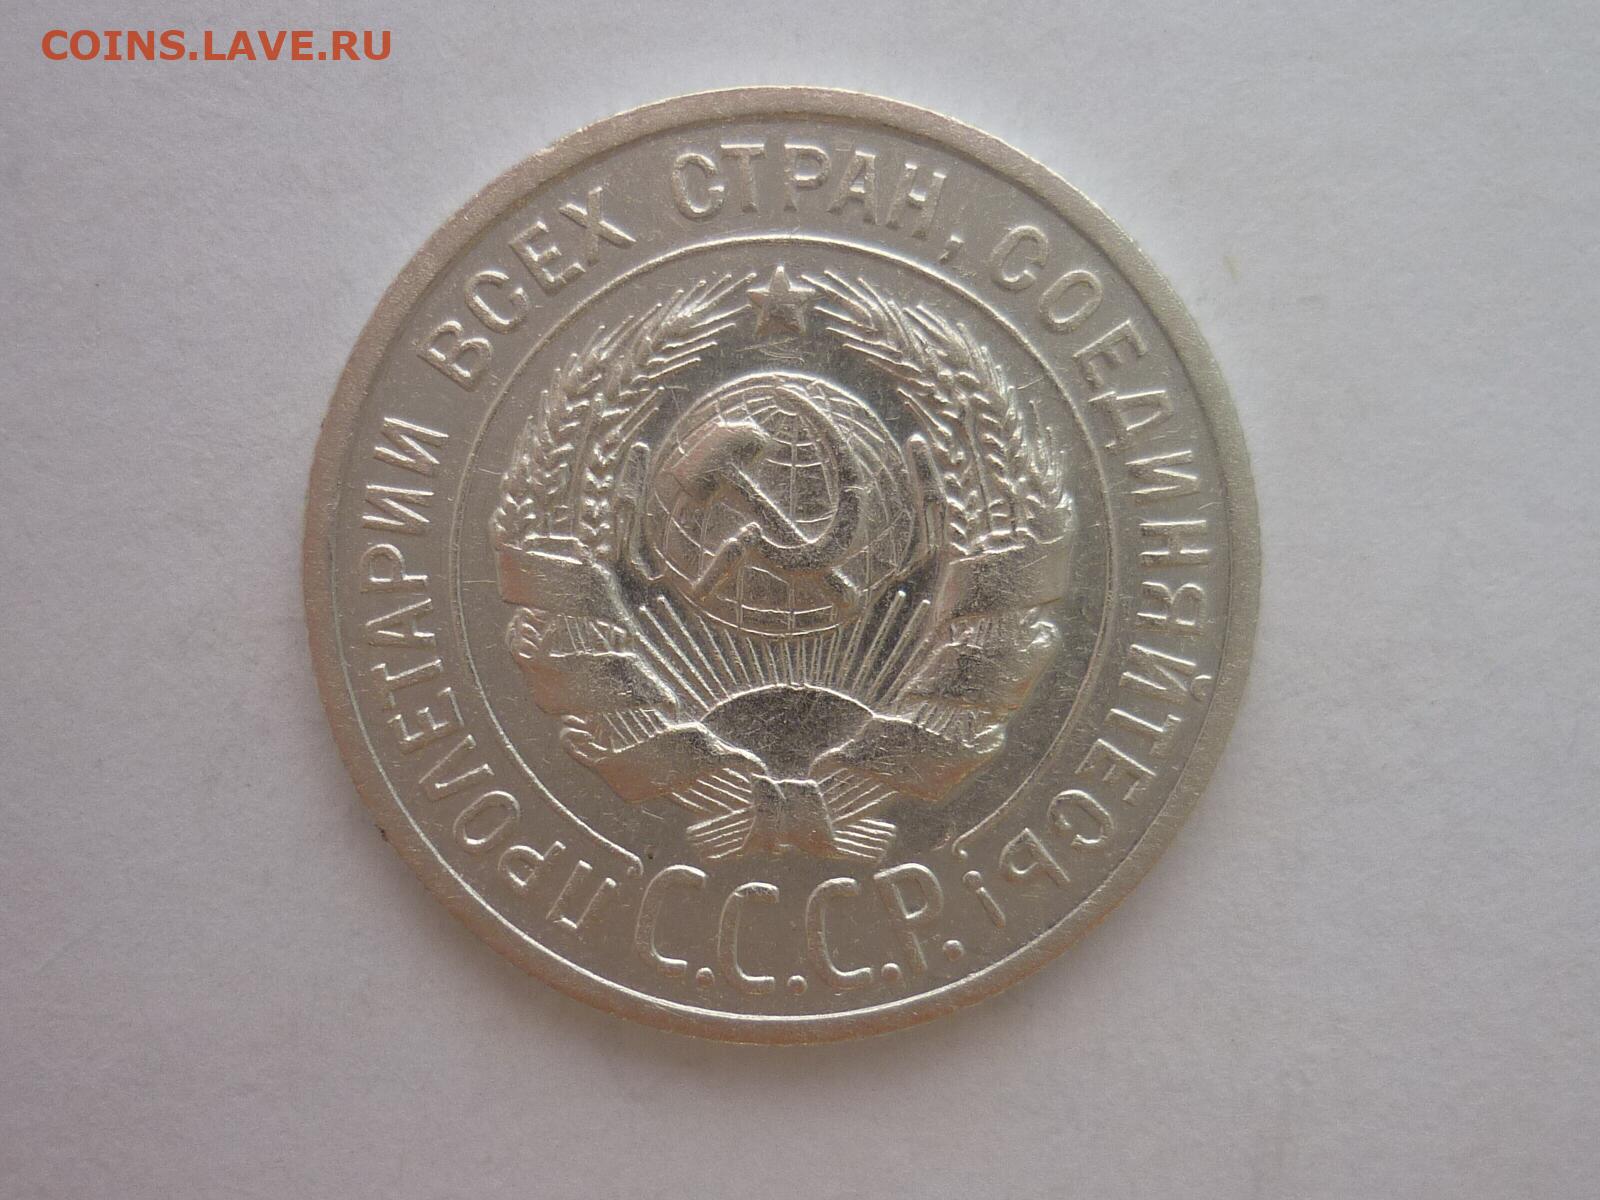 COINS.LAVE.RU
ПРОЛЕТАРИИ ВСЕХ СТРАН, СОЕДИНЯЙТЕСЬ!
С.С.С.Р.